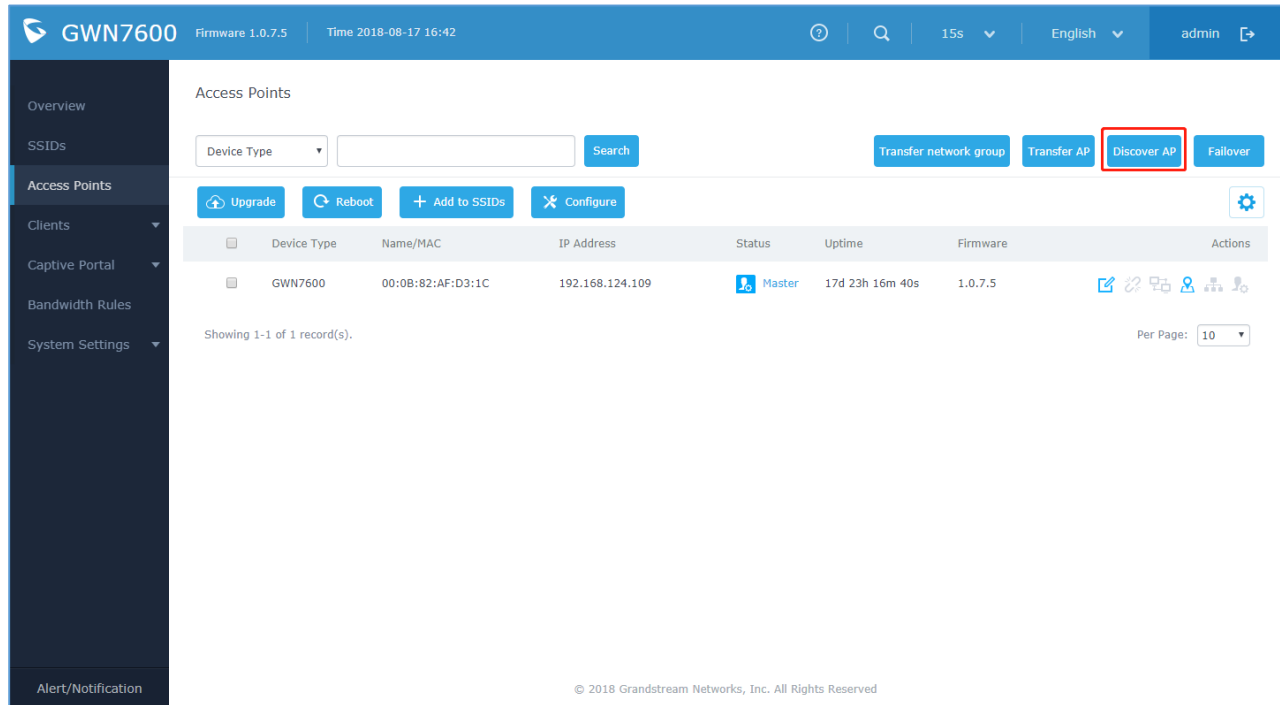 GWN7600 Firmware 1.0.7.5 Time 2018-08-17 16:42 15s English admin
Overview
SSIDs
Access Points
Clients
Captive Portal
Bandwidth Rules
System Settings
Alert/Notification
Access Points
Device Type Search Transfer network group Transfer AP Discover AP Failover
Upgrade Reboot Add to SSIDs Configure
Device Type Name/MAC IP Address Status Uptime Firmware Actions
GWN7600 00:0B:82:AF:D3:1C 192.168.124.109 Master 17d 23h 16m 40s 1.0.7.5
Showing 1-1 of 1 record(s). Per Page: 10
© 2018 Grandstream Networks, Inc. All Rights Reserved